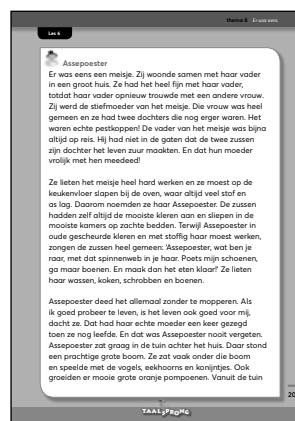 thema 8 Er was eens
Les 6
Assepoester
Er was eens een meisje. Zij woonde samen met haar vader
in een groot huis. Ze had het heel fijn met haar vader,
totdat haar vader opnieuw trouwde met een andere vrouw.
Zij werd de stiefmoeder van het meisje. Die vrouw was heel
gemeen en ze had twee dochters die nog erger waren. Het
waren echte pestkoppen! De vader van het meisje was bijna
altijd op reis. Hij had niet in de gaten dat de twee zussen
zijn dochter het leven zuur maakten. En dat hun moeder
vrolijk met hen meedeed!
Ze lieten het meisje heel hard werken en ze moest op de
keukenvloer slapen bij de oven, waar altijd veel stof en
as lag. Daarom noemden ze haar Assepoester. De zussen
hadden zelf altijd de mooiste kleren aan en sliepen in de
mooiste kamers op zachte bedden. Terwijl Assepoester in
oude gescheurde kleren en met stoffig haar moest werken,
zongen de zussen heel gemeen: ‘Assepoester, wat ben je
raar, met dat spinnenweb in je haar. Poets mijn schoenen,
ga maar boenen. En maak dan het eten klaar!’ Ze lieten
haar wassen, koken, schrobben en boenen.
Assepoester deed het allemaal zonder te mopperen. Als
ik goed probeer te leven, is het leven ook goed voor mij,
dacht ze. Dat had haar echte moeder een keer gezegd
toen ze nog leefde. En dat was Assepoester nooit vergeten.
Assepoester zat graag in de tuin achter het huis. Daar stond
een prachtige grote boom. Ze zat vaak onder die boom
en speelde met de vogels, eekhoorns en konijntjes. Ook
groeiden er mooie grote oranje pompoenen. Vanuit de tuin
20
TAALSPRONG